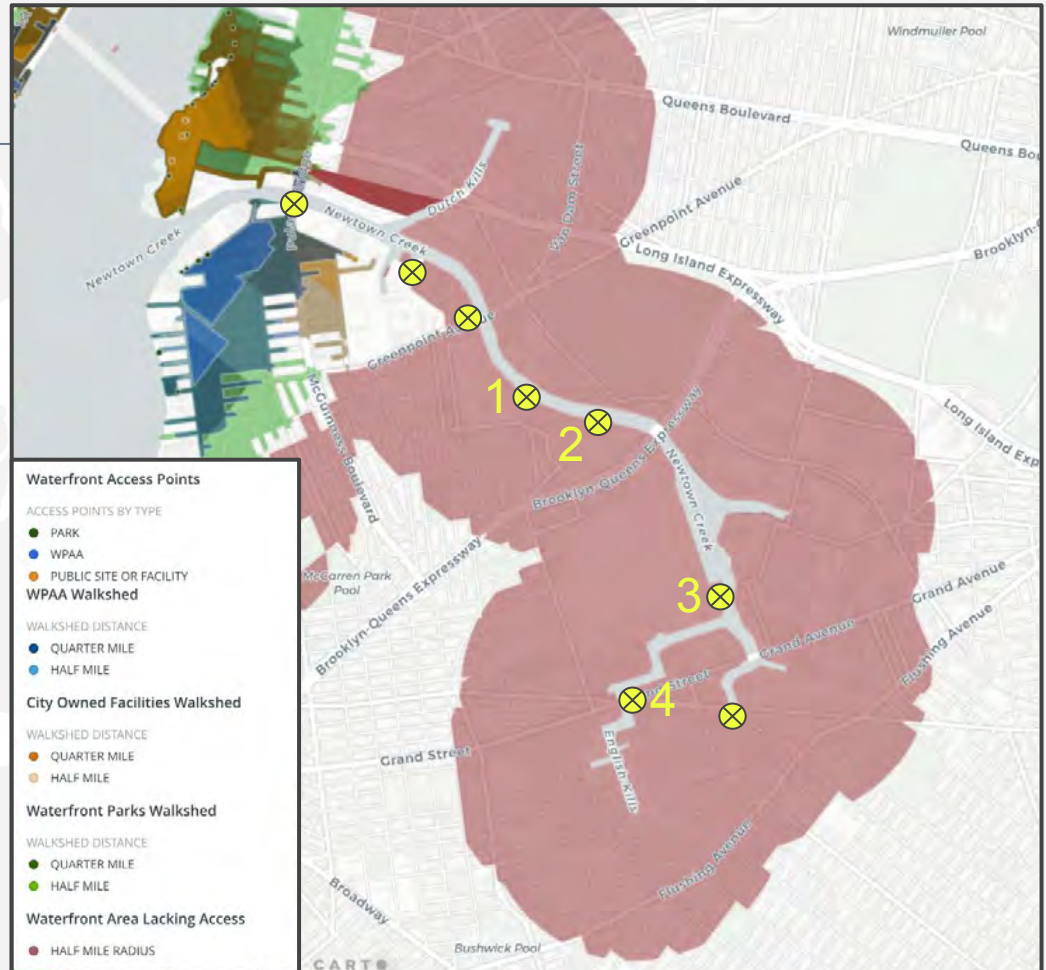 Windmuller Pool
Queens Boulevard
Queens Bou
Dutch Kills
Van Dam Street
Greenpoint Avenue
Newtown Creek
Long Island Expressway
Brooklyn-Q
Newtown Creek
Greenpoint Avenue
McGuinness Boulevard
1
2
Long Island Exp
Brooklyn-Queens Expressway
Newtown Creek
McCarren Park
Pool
Brooklyn-Queens Expressway
3
Grand Avenue
Grand Avenue
Flushing Avenue
Street
4
Grand Street
English Kills
Flushing Avenue
Broadway
Bushwick Pool
CARTO
Waterfront Access Points
ACCESS POINTS BY TYPE
PARK
WPAA
PUBLIC SITE OR FACILITY
WPAA Walkshed
WALKSHED DISTANCE
QUARTER MILE
HALF MILE
City Owned Facilities Walkshed
WALKSHED DISTANCE
QUARTER MILE
HALF MILE
Waterfront Parks Walkshed
WALKSHED DISTANCE
QUARTER MILE
HALF MILE
Waterfront Area Lacking Access
HALF MILE RADIUS